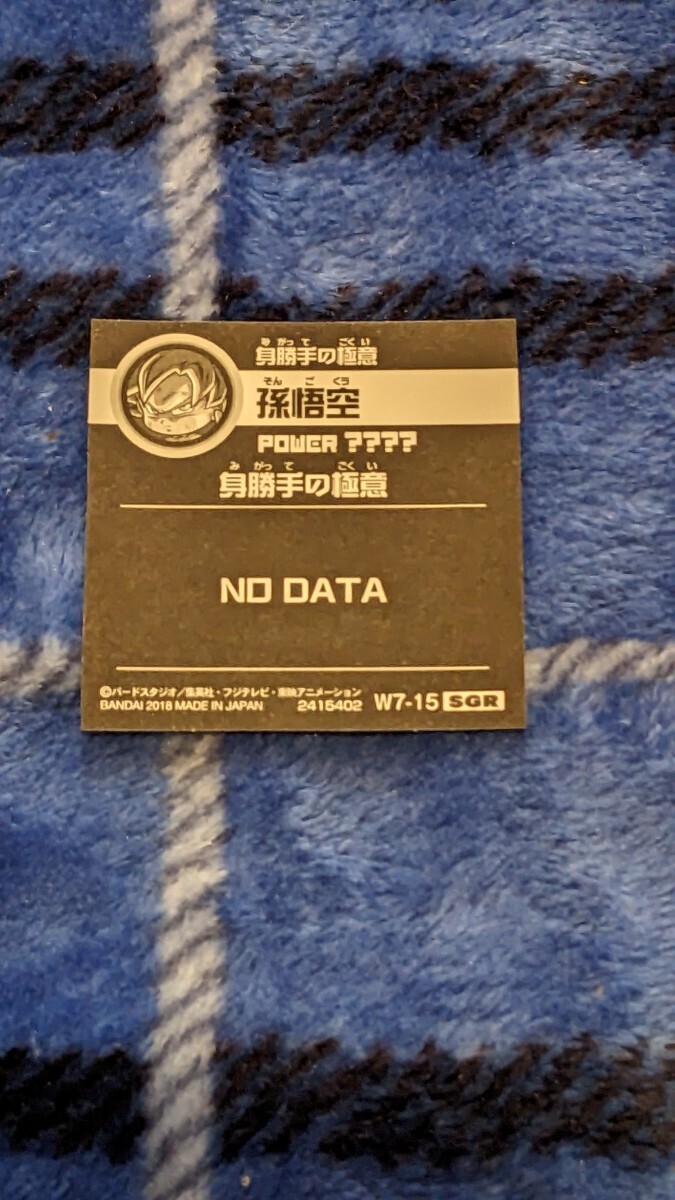 みがって ごくい
身勝手の極意
そん ご くう
孫悟空
POWER ????
みがって ごくい
身勝手の極意
NO DATA
©バードスタジオ/集英社・フジテレビ・東映アニメーション
BANDAI 2018 MADE IN JAPAN 2415402 W7-15 SGR